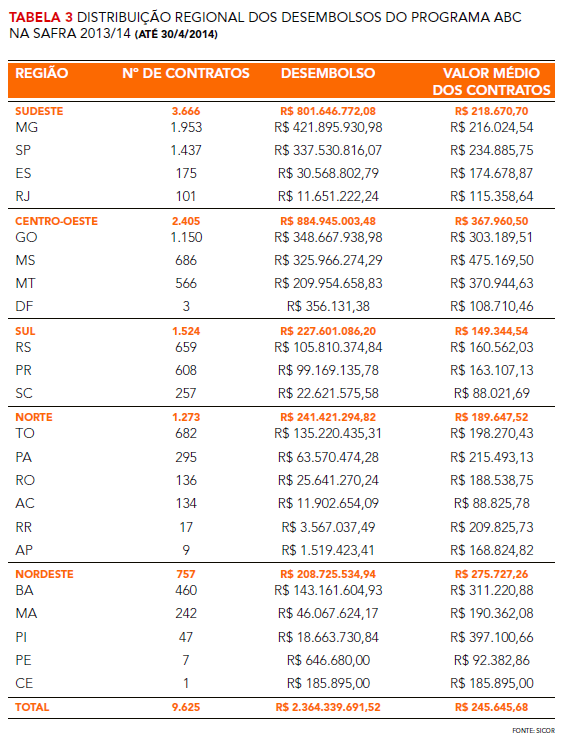 TABELA 3 DISTRIBUIÇÃO REGIONAL DOS DESEMBOLSOS DO PROGRAMA ABC
NA SAFRA 2013/14 (ATÉ 30/4/2014)
REGIÃO Nº DE CONTRATOS DESEMBOLSO VALOR MÉDIO
DOS CONTRATOS
SUDESTE 3.666 R$ 801.646.772,08 R$ 218.670,70
MG 1.953 R$ 421.895.930,98 R$ 216.024,54
SP 1.437 R$ 337.530.816,07 R$ 234.885,75
ES 175 R$ 30.568.802,79 R$ 174.678,87
RJ 101 R$ 11.651.222,24 R$ 115.358,64
CENTRO-OESTE 2.405 R$ 884.945.003,48 R$ 367.960,50
GO 1.150 R$ 348.667.938,98 R$ 303.189,51
MS 686 R$ 325.966.274,29 R$ 475.169,50
MT 566 R$ 209.954.658,83 R$ 370.944,63
DF 3 R$ 356.131,38 R$ 108.710,46
SUL 1.524 R$ 227.601.086,20 R$ 149.344,54
RS 659 R$ 105.810.374,84 R$ 160.562,03
PR 608 R$ 99.169.135,78 R$ 163.107,13
SC 257 R$ 22.621.575,58 R$ 88.021,69
NORTE 1.273 R$ 241.421.294,82 R$ 189.647,52
TO 682 R$ 135.220.435,31 R$ 198.270,43
PA 295 R$ 63.570.474,28 R$ 215.493,13
RO 136 R$ 25.641.270,24 R$ 188.538,75
AC 134 R$ 11.902.654,09 R$ 88.825,78
RR 17 R$ 3.567.037,49 R$ 209.825,73
AP 9 R$ 1.519.423,41 R$ 168.824,82
NORDESTE 757 R$ 208.725.534,94 R$ 275.727,26
BA 460 R$ 143.161.604,93 R$ 311.220,88
MA 242 R$ 46.067.624,17 R$ 190.362,08
PI 47 R$ 18.663.730,84 R$ 397.100,66
PE 7 R$ 646.680,00 R$ 92.382,86
CE 1 R$ 185.895,00 R$ 185.895,00
TOTAL 9.625 R$ 2.364.339.691,52 R$ 245.645,68
FONTE: SICOR